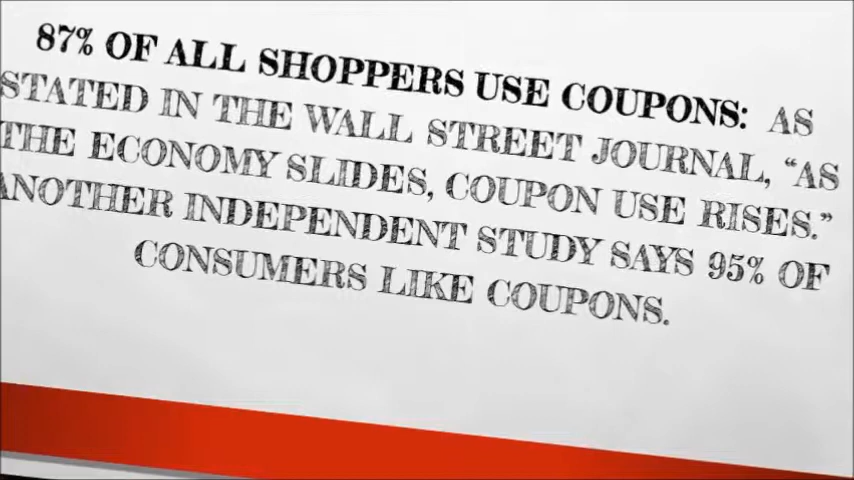 87% OF ALL SHOPPERS USE COUPONS: AS
STATED IN THE WALL STREET JOURNAL, “AS
THE ECONOMY SLIDES, COUPON USE RISES.”
ANOTHER INDEPENDENT STUDY SAYS 95% OF
CONSUMERS LIKE COUPONS.